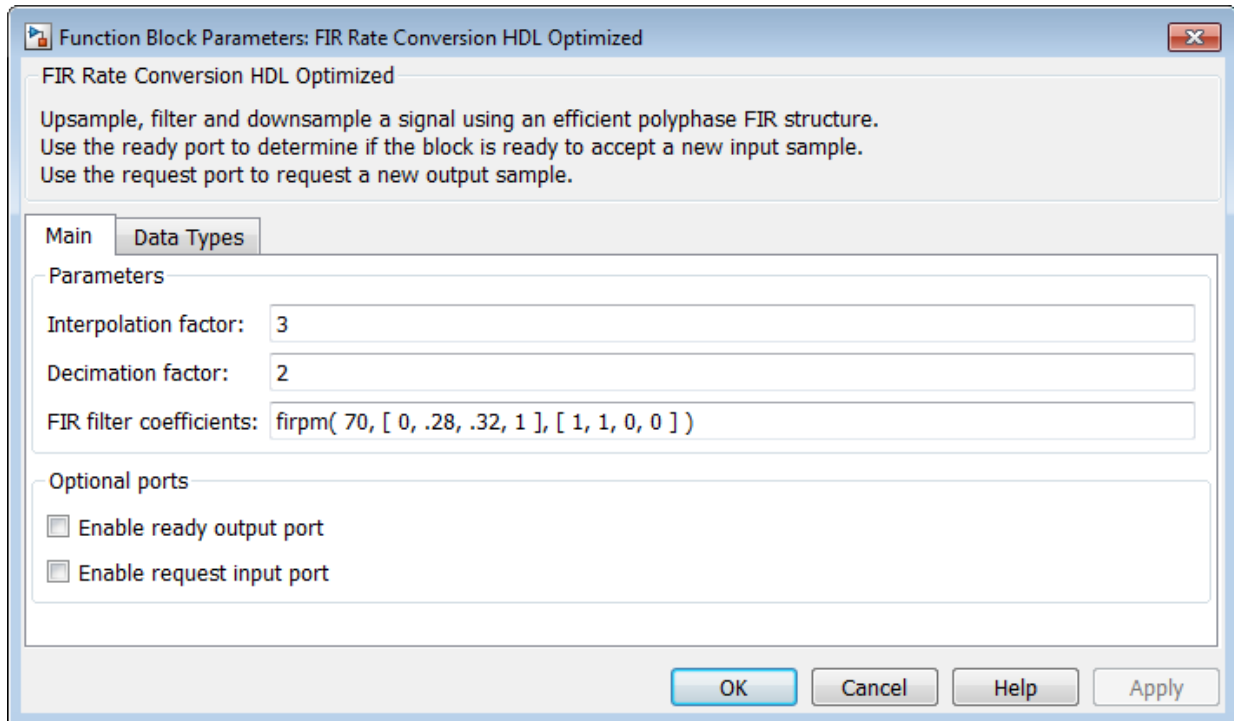 Function Block Parameters: FIR Rate Conversion HDL Optimized
FIR Rate Conversion HDL Optimized
Upsample, filter and downsample a signal using an efficient polyphase FIR structure.
Use the ready port to determine if the block is ready to accept a new input sample.
Use the request port to request a new output sample.
Main Data Types
Parameters
Interpolation factor: 3
Decimation factor: 2
FIR filter coefficients: firpm( 70, [ 0, .28, .32, 1 ], [ 1, 1, 0, 0 ] )
Optional ports
Enable ready output port
Enable request input port
OK Cancel Help Apply